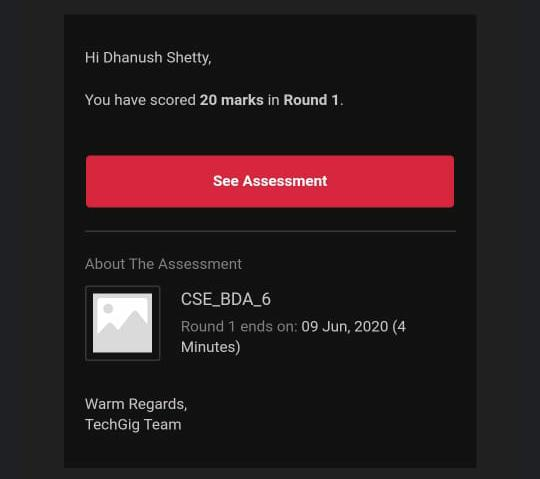 Hi Dhanush Shetty,
You have scored 20 marks in Round 1.
See Assessment
About The Assessment
CSE_BDA_6
Round 1 ends on: 09 Jun, 2020 (4
Minutes)
Warm Regards,
TechGig Team